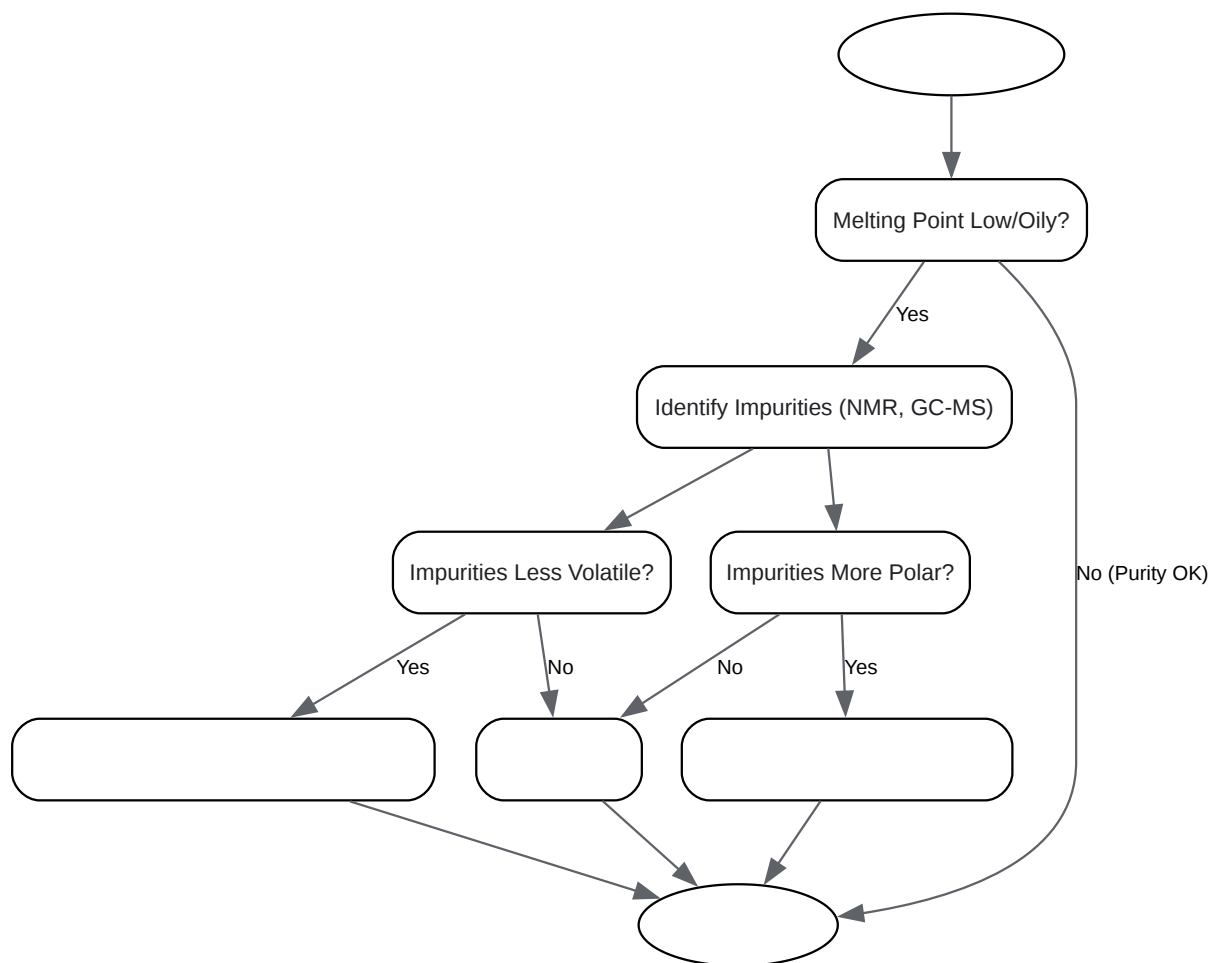 Melting Point Low/Oily?
Yes
Identify Impurities (NMR, GC-MS)
Impurities Less Volatile?
Impurities More Polar?
No (Purity OK)
Yes
No
No
Yes